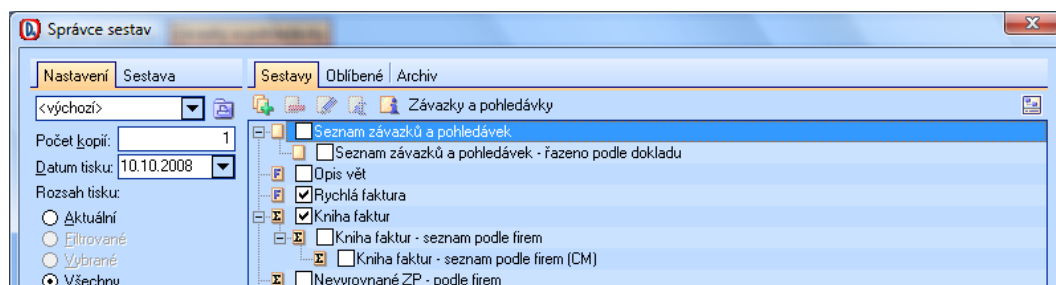 Správce sestav
Nastavení Sestava
<výchozí>
Počet kopií: 1
Datum tisku: 10.10.2008
Rozsah tisku:
Aktuální
Filtrované
Vybrané
Všechny
Sestavy Oblíbené Archiv
Závazky a pohledávky
Seznam závazků a pohledávek
Seznam závazků a pohledávek - řazeno podle dokladu
Opis vět
Rychlá faktura
Kniha faktur
Kniha faktur - seznam podle firem
Kniha faktur - seznam podle firem (CM)
Nevyrovnané ZP - podle firem